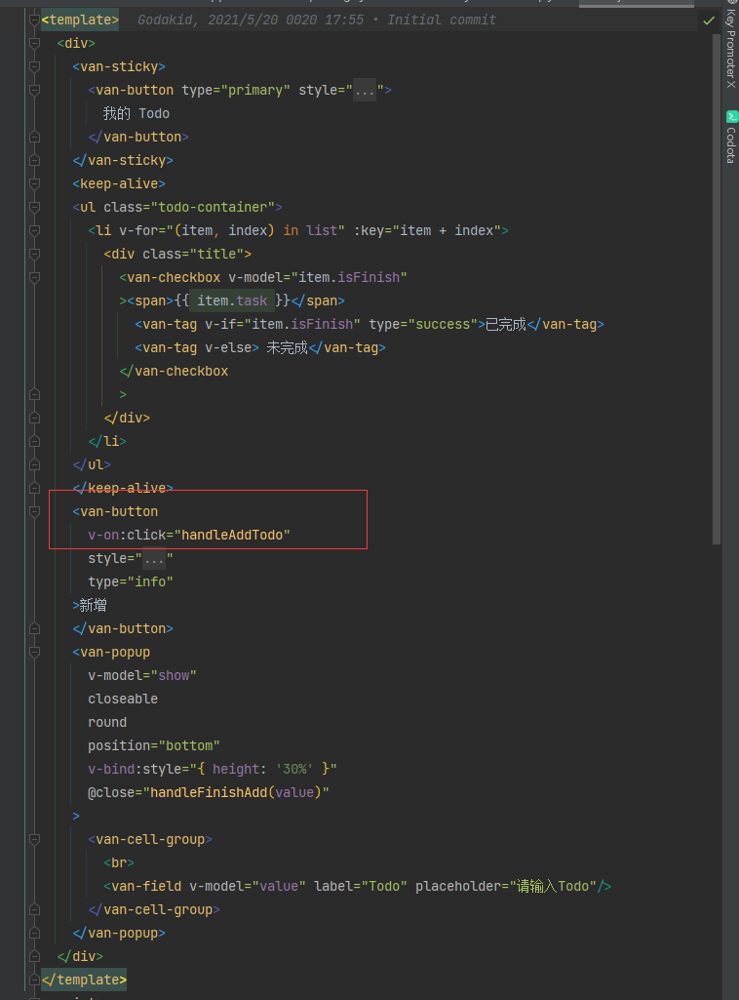 <template> Godakid, 2021/5/20 0020 17:55 • Initial commit
<div>
<van-sticky>
<van-button type="primary" style="...">
我的 Todo
</van-button>
</van-sticky>
<keep-alive>
<ul class="todo-container">
<li v-for="(item, index) in list" :key="item + index">
<div class="title">
<van-checkbox v-model="item.isFinish"
><span>{{ item.task }}</span>
<van-tag v-if="item.isFinish" type="success">已完成</van-tag>
<van-tag v-else> 未完成</van-tag>
</van-checkbox
>
</div>
</li>
</ul>
</keep-alive>
<van-button
v-on:click="handleAddTodo"
style="..."
type="info"
>新增
</van-button>
<van-popup
v-model="show"
closeable
round
position="bottom"
v-bind:style="{ height: '30%' }"
@close="handleFinishAdd(value)"
>
<van-cell-group>
<br>
<van-field v-model="value" label="Todo" placeholder="请输入Todo"/>
</van-cell-group>
</van-popup>
</div>
</template>
Key Promoter X
Codota